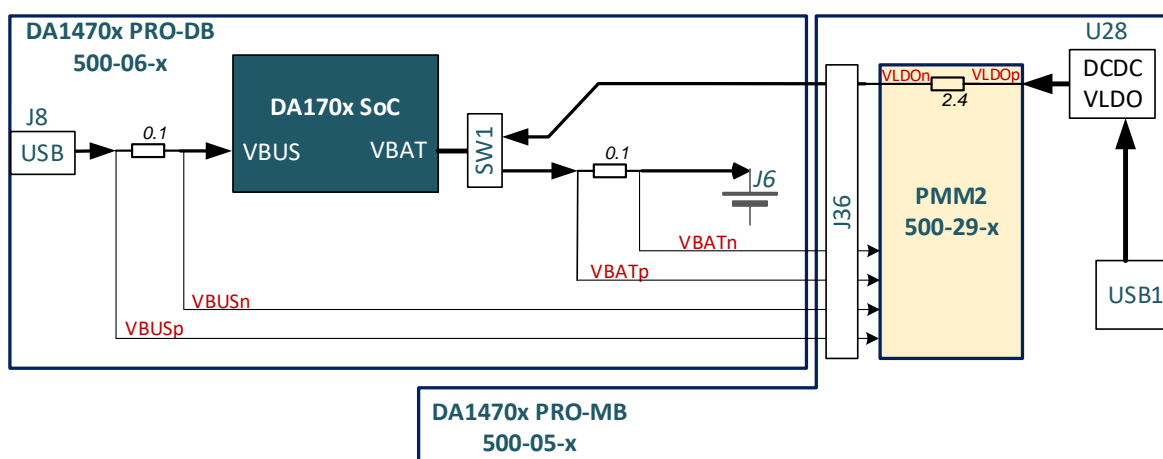 DA1470x PRO-DB
500-06-x
J8
USB
0.1
DA170x SoC
VBUS
VBAT
SW1
0.1
J6
VBATn
VBATp
VBUSn
VBUSp
J36
VLDOn
VLDOp
2.4
PMM2
500-29-x
U28
DCDC
VLDO
USB1
DA1470x PRO-MB
500-05-x